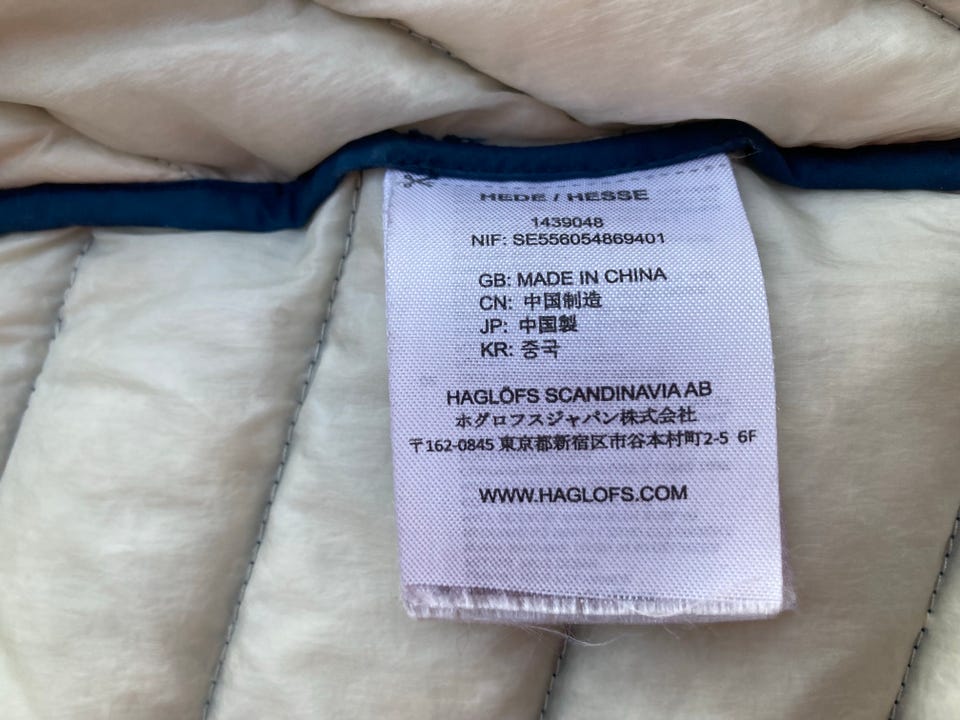 HEDE / HESSE
1439048
NIF: SE556054869401
GB: MADE IN CHINA
CN: 中国制造
JP: 中国製
KR: 중국
HAGLÖFS SCANDINAVIA AB
ホグロフスジャパン株式会社
〒162-0845 東京都新宿区市谷本村町2-5 6F
WWW.HAGLOFS.COM